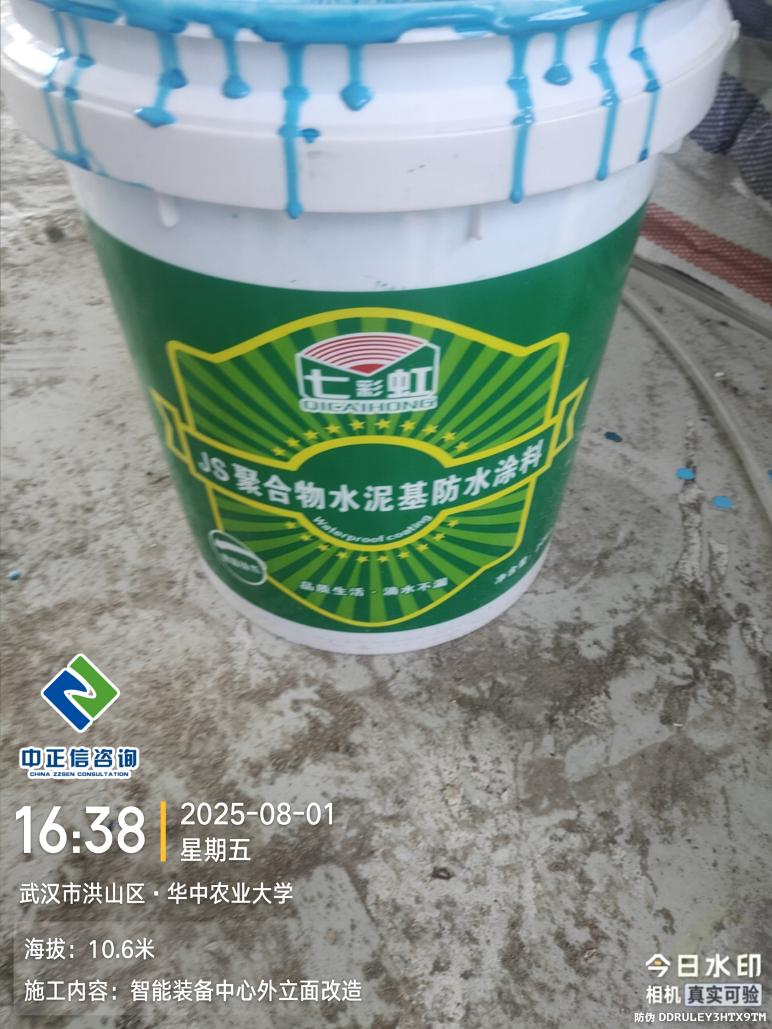 七彩虹
QICAIHONG
JS聚合物水泥基防水涂料
Waterproof coating
品质生活·滴水不漏
净含量:
中正信咨询
CHINA ZZSEN CONSULTATION
16:38
2025-08-01
星期五
武汉市洪山区·华中农业大学
海拔:10.6米
施工内容:智能装备中心外立面改造
今日水印
相机 真实可验
防伪 DDRULEY3HTX9TM